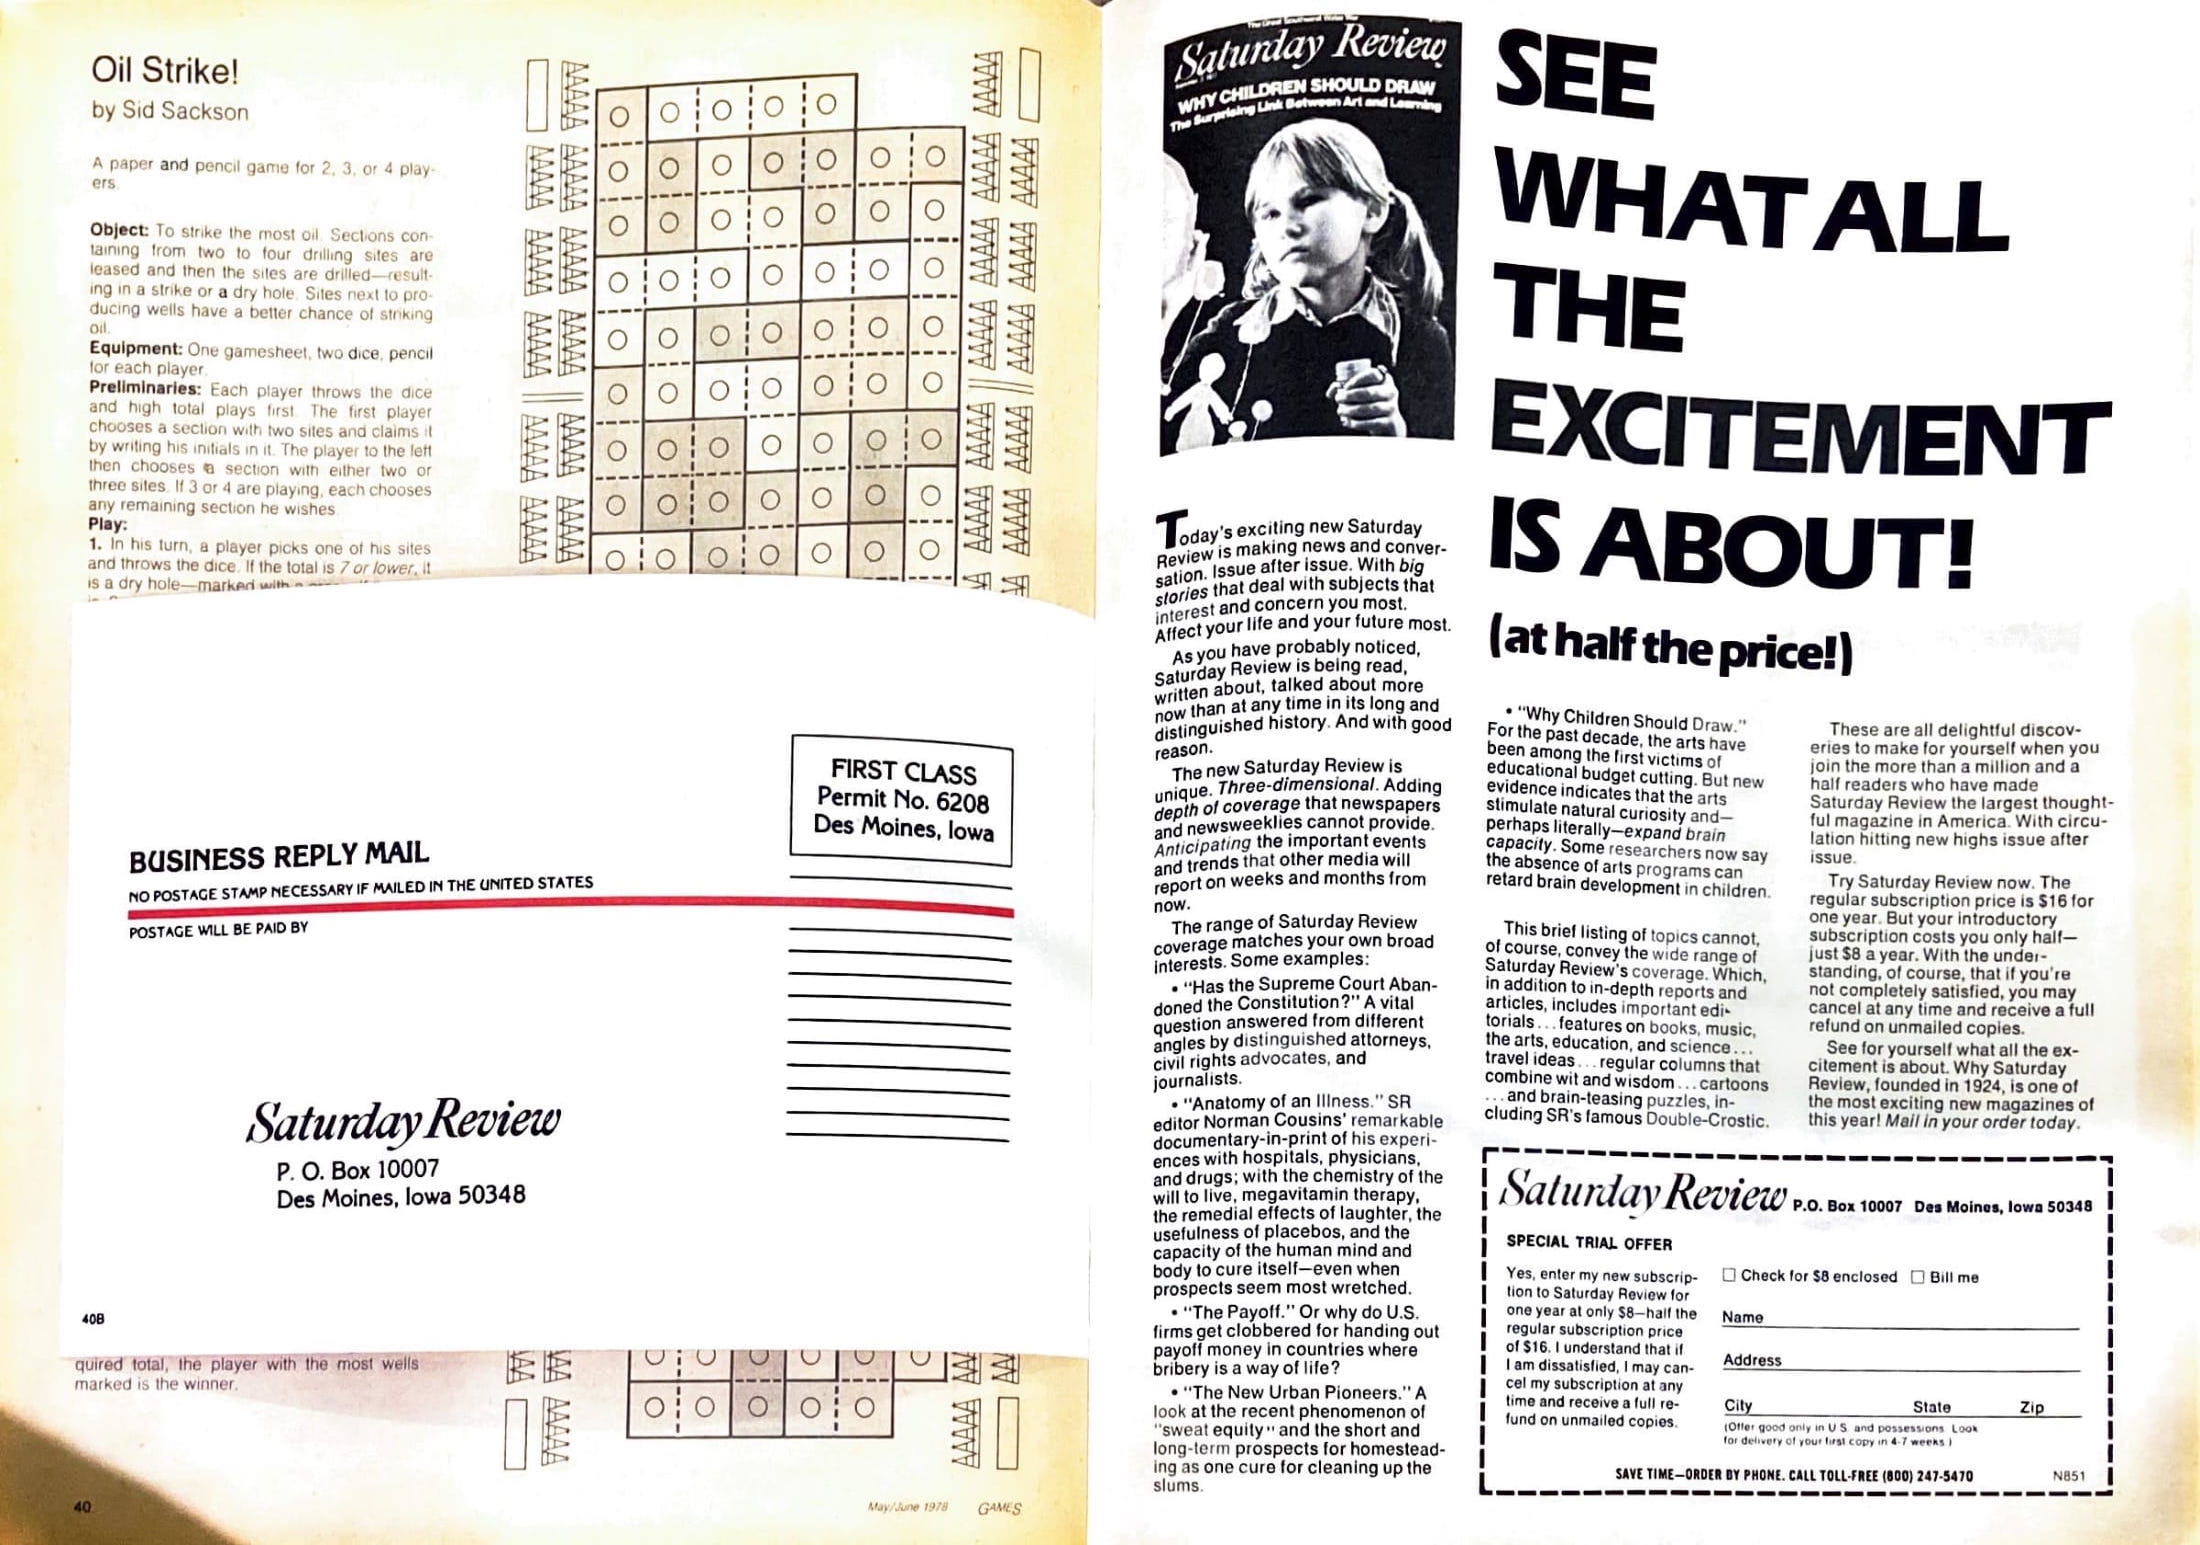 Oil Strike!
by Sid Sackson
A paper and pencil game for 2, 3, or 4 play-
ers.
Object: To strike the most oil. Sections con-
taining from two to four drilling sites are
leased and then the sites are drilled—result-
ing in a strike or a dry hole. Sites next to pro-
ducing wells have a better chance of striking
oil.
Equipment: One gamesheet, two dice, pencil
for each player.
Preliminaries: Each player throws the dice
and high total plays first. The first player
chooses a section with two sites and claims it
by writing his initials in it. The player to the left
then chooses a section with either two or
three sites. If 3 or 4 are playing, each chooses
any remaining section he wishes.
Play:
1. In his turn, a player picks one of his sites
and throws the dice. If the total is 7 or lower, it
is a dry hole—marked with a
BUSINESS REPLY MAIL
NO POSTAGE STAMP NECESSARY IF MAILED IN THE UNITED STATES
POSTAGE WILL BE PAID BY
FIRST CLASS
Permit No. 6208
Des Moines, Iowa
Saturday Review
P. O. Box 10007
Des Moines, Iowa 50348
40B
quired total, the player with the most wells
marked is the winner.
40
May/June 1978 GAMES
Saturday Review
WHY CHILDREN SHOULD DRAW
The Surprising Link Between Art and Learning
SEE
WHAT ALL
THE
EXCITEMENT
IS ABOUT!
(at half the price!)
Today's exciting new Saturday
Review is making news and conver-
sation. Issue after issue. With big
stories that deal with subjects that
interest and concern you most.
Affect your life and your future most.
As you have probably noticed,
Saturday Review is being read,
written about, talked about more
now than at any time in its long and
distinguished history. And with good
reason.
The new Saturday Review is
unique. Three-dimensional. Adding
depth of coverage that newspapers
and newsweeklies cannot provide.
Anticipating the important events
and trends that other media will
report on weeks and months from
now.
The range of Saturday Review
coverage matches your own broad
interests. Some examples:
• "Has the Supreme Court Aban-
doned the Constitution?" A vital
question answered from different
angles by distinguished attorneys,
civil rights advocates, and
journalists.
• "Anatomy of an Illness." SR
editor Norman Cousins' remarkable
documentary-in-print of his experi-
ences with hospitals, physicians,
and drugs; with the chemistry of the
will to live, megavitamin therapy,
the remedial effects of laughter, the
usefulness of placebos, and the
capacity of the human mind and
body to cure itself—even when
prospects seem most wretched.
• "The Payoff." Or why do U.S.
firms get clobbered for handing out
payoff money in countries where
bribery is a way of life?
• "The New Urban Pioneers." A
look at the recent phenomenon of
"sweat equity" and the short and
long-term prospects for homestead-
ing as one cure for cleaning up the
slums.
• "Why Children Should Draw."
For the past decade, the arts have
been among the first victims of
educational budget cutting. But new
evidence indicates that the arts
stimulate natural curiosity and—
perhaps literally—expand brain
capacity. Some researchers now say
the absence of arts programs can
retard brain development in children.
This brief listing of topics cannot,
of course, convey the wide range of
Saturday Review's coverage. Which,
in addition to in-depth reports and
articles, includes important edi-
torials...features on books, music,
the arts, education, and science...
travel ideas...regular columns that
combine wit and wisdom...cartoons
...and brain-teasing puzzles, in-
cluding SR's famous Double-Crostic.
These are all delightful discov-
eries to make for yourself when you
join the more than a million and a
half readers who have made
Saturday Review the largest thought-
ful magazine in America. With circu-
lation hitting new highs issue after
issue.
Try Saturday Review now. The
regular subscription price is $16 for
one year. But your introductory
subscription costs you only half—
just $8 a year. With the under-
standing, of course, that if you're
not completely satisfied, you may
cancel at any time and receive a full
refund on unmailed copies.
See for yourself what all the ex-
citement is about. Why Saturday
Review, founded in 1924, is one of
the most exciting new magazines of
this year! Mail in your order today.
Saturday Review P.O. Box 10007 Des Moines, Iowa 50348
SPECIAL TRIAL OFFER
Yes, enter my new subscrip-
tion to Saturday Review for
one year at only $8—half the
regular subscription price
of $16. I understand that if
I am dissatisfied, I may can-
cel my subscription at any
time and receive a full re-
fund on unmailed copies.
☐ Check for $8 enclosed ☐ Bill me
Name
Address
City State Zip
(Offer good only in U.S. and possessions. Look
for delivery of your first copy in 4-7 weeks.)
SAVE TIME—ORDER BY PHONE. CALL TOLL-FREE (800) 247-5470 N851